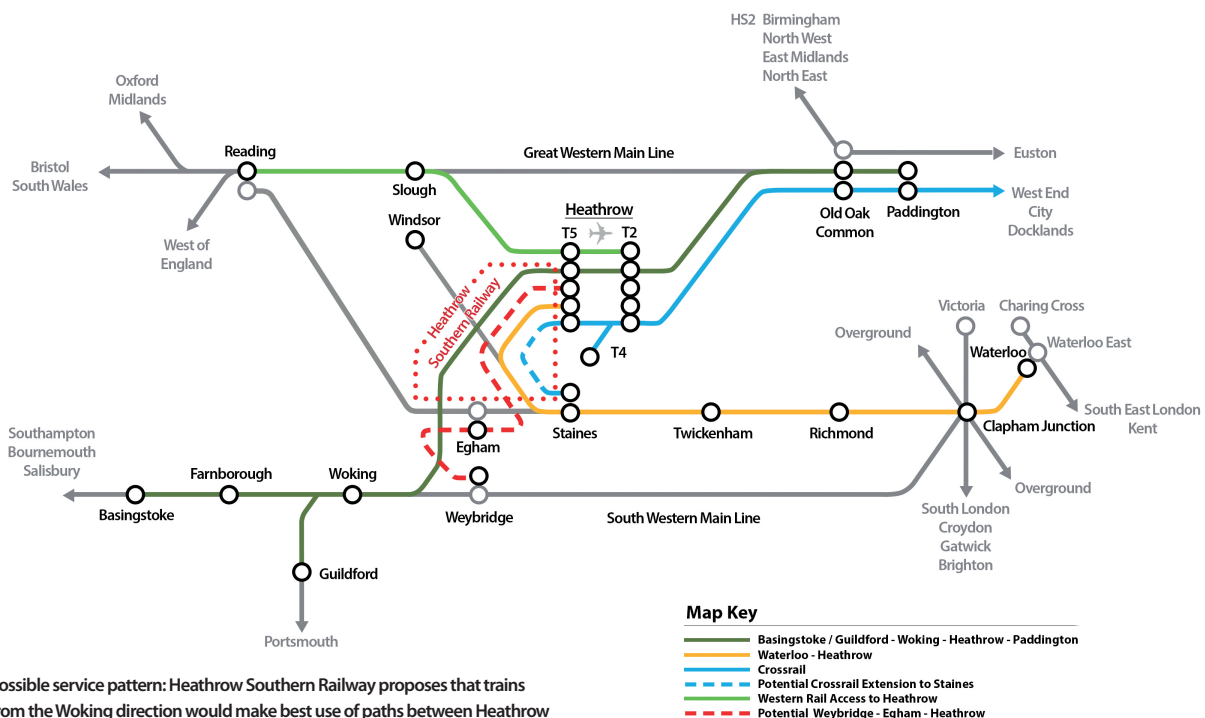 HS2 Birmingham
North West
East Midlands
North East
Oxford
Midlands
Reading
Great Western Main Line
Euston
Bristol
South Wales
Slough
West End
City
Docklands
Old Oak
Common
Paddington
Windsor
Heathrow
T5
T2
West of
England
Heathrow
Southern Railway
T4
Victoria
Charing Cross
Overground
Waterloo East
Waterloo
South East London
Kent
Clapham Junction
Staines
Twickenham
Richmond
Egham
Southampton
Bournemouth
Salisbury
Farnborough
Woking
Overground
Basingstoke
Weybridge
South Western Main Line
South London
Croydon
Gatwick
Brighton
Guildford
Portsmouth
Map Key
Basingstoke / Guildford - Woking - Heathrow - Paddington
Waterloo - Heathrow
Crossrail
Potential Crossrail Extension to Staines
Western Rail Access to Heathrow
Potential Weybridge - Egham - Heathrow
ossible service pattern: Heathrow Southern Railway proposes that trains
rom the Woking direction would make best use of paths between Heathrow